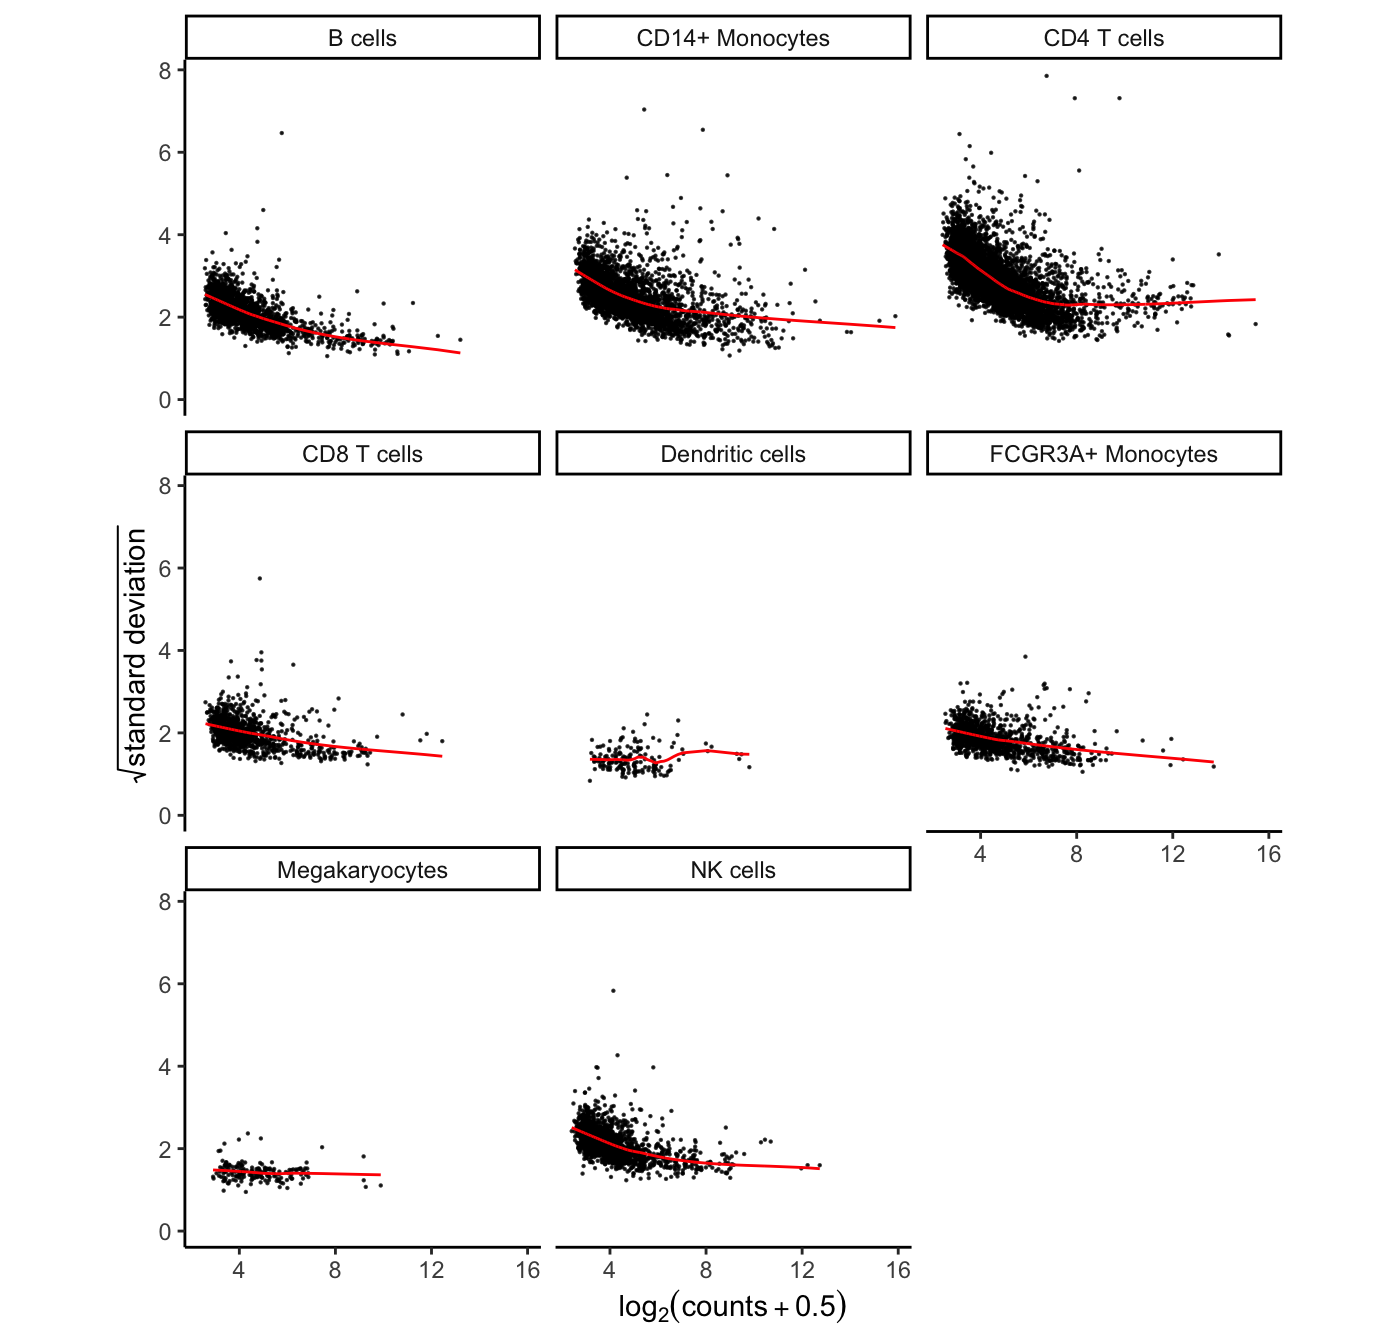 B cells
CD14+ Monocytes
CD4 T cells
8
6
4
2
0
CD8 T cells
Dendritic cells
FCGR3A+ Monocytes
8
6
4
2
0
4 8 12 16
Megakaryocytes
NK cells
8
6
4
2
0
4 8 12 16
4 8 12 16
√standard deviation
log₂(counts + 0.5)